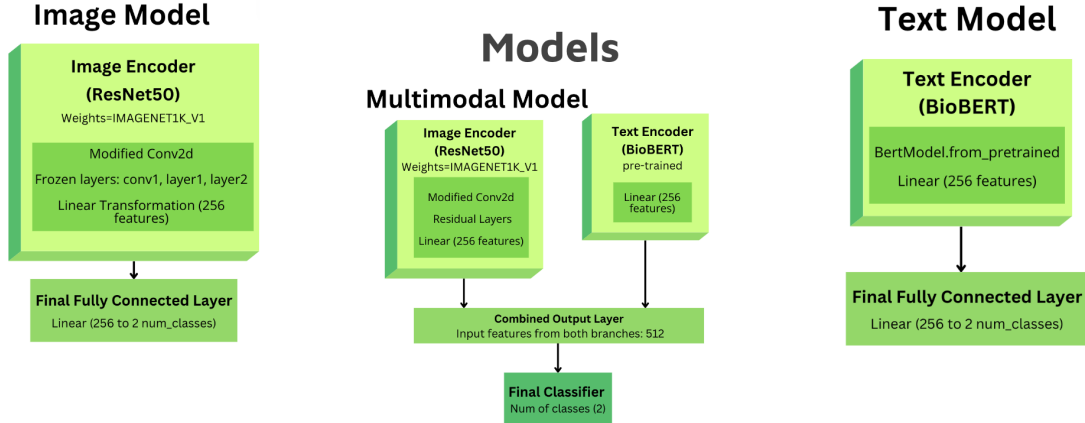 Models
Image Model
Image Encoder
(ResNet50)
Weights=IMAGENET1K_V1
Modified Conv2d
Frozen layers: conv1, layer1, layer2
Linear Transformation (256
features)
Final Fully Connected Layer
Linear (256 to 2 num_classes)
Multimodal Model
Image Encoder
(ResNet50)
Weights=IMAGENET1K_V1
Modified Conv2d
Residual Layers
Linear (256 features)
Text Encoder
(BioBERT)
pre-trained
Linear (256
features)
Combined Output Layer
Input features from both branches: 512
Final Classifier
Num of classes (2)
Text Model
Text Encoder
(BioBERT)
BertModel.from_pretrained
Linear (256 features)
Final Fully Connected Layer
Linear (256 to 2 num_classes)